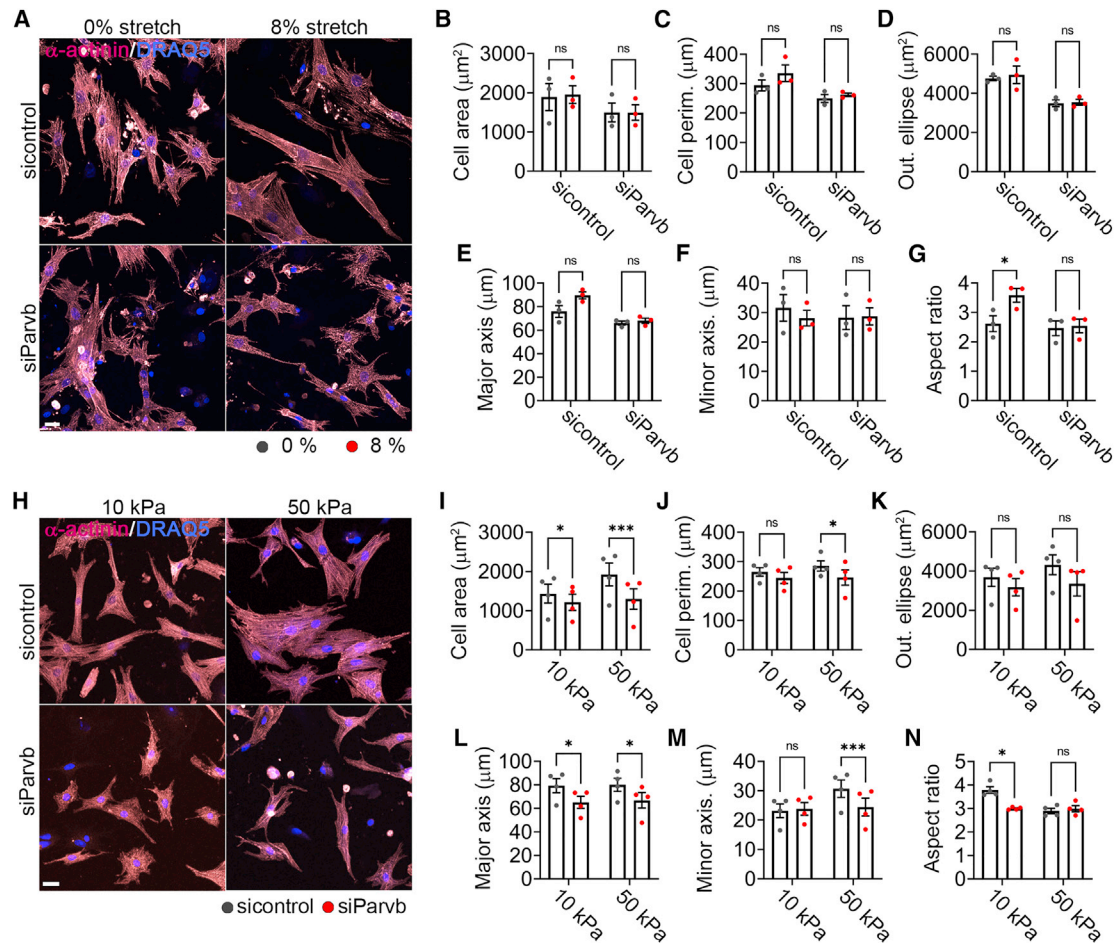 A
0% stretch
8% stretch
α-actinin/DRAQ5
sicontrol
siParvb
0 %
8 %
B
Cell area (μm²)
3000
2000
1000
0
ns
ns
sicontrol
siParvb
C
Cell perim. (μm)
400
300
200
100
0
ns
ns
sicontrol
siParvb
D
Out. ellipse (μm)
6000
4000
2000
0
ns
ns
sicontrol
siParvb
E
Major axis (μm)
100
80
60
40
20
0
ns
ns
sicontrol
siParvb
F
Minor axis. (μm)
40
30
20
10
0
ns
ns
sicontrol
siParvb
G
Aspect ratio
5
4
3
2
1
0
*
ns
sicontrol
siParvb
H
10 kPa
50 kPa
α-actinin/DRAQ5
sicontrol
siParvb
sicontrol
siParvb
I
Cell area (μm²)
3000
2000
1000
0
*
***
10 kPa
50 kPa
J
Cell perim. (μm)
400
300
200
100
0
ns
*
10 kPa
50 kPa
K
Out. ellipse (μm)
6000
4000
2000
0
ns
ns
10 kPa
50 kPa
L
Major axis (μm)
100
80
60
40
20
0
*
*
10 kPa
50 kPa
M
Minor axis. (μm)
40
30
20
10
0
ns
***
10 kPa
50 kPa
N
Aspect ratio
5
4
3
2
1
0
*
ns
10 kPa
50 kPa